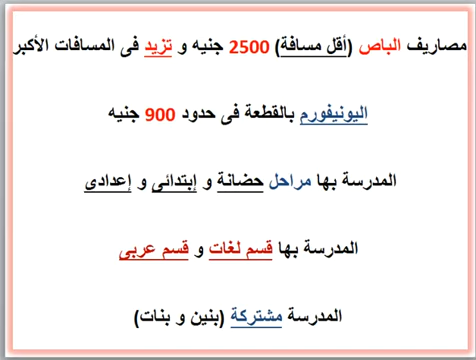 مصاريف الباص (أقل مسافة) 2500 جنيه و تزيد فى المسافات الأكبر
اليونيفورم بالقطعة فى حدود 900 جنيه
المدرسة بها مراحل حضانة و إبتدائى و إعدادى
المدرسة بها قسم لغات و قسم عربى
المدرسة مشتركة (بنين و بنات)